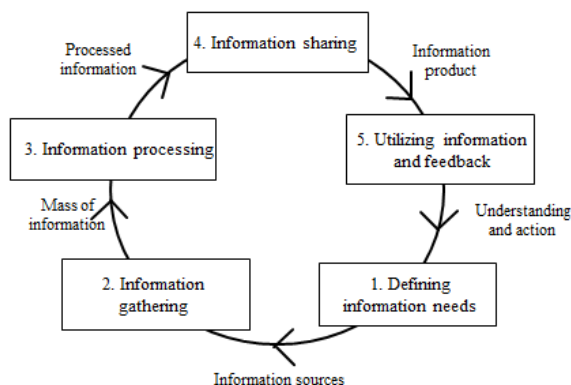 4. Information sharing
Processed
information
Information
product
3. Information processing
5. Utilizing information
and feedback
Mass of
information
Understanding
and action
2. Information
gathering
1. Defining
information needs
Information sources